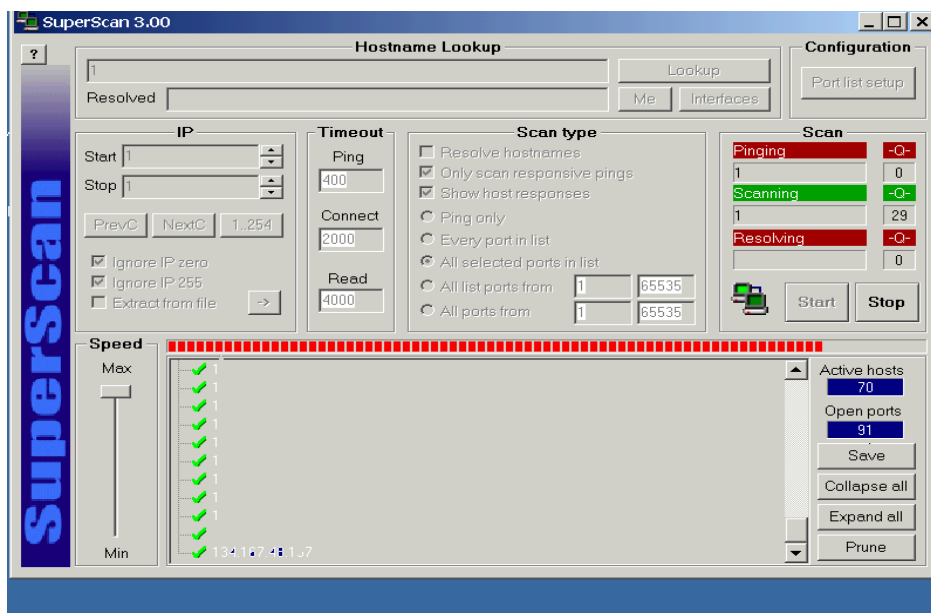 SuperScan 3.00
?
SuperScan
Hostname Lookup
1
Lookup
Resolved
Me
Interfaces
Configuration
Port list setup
IP
Start 1
Stop 1
PrevC
NextC
1..254
Ignore IP zero
Ignore IP 255
Extract from file
->
Timeout
Ping
400
Connect
2000
Read
4000
Scan type
Resolve hostnames
Only scan responsive pings
Show host responses
Ping only
Every port in list
All selected ports in list
All list ports from 1 65535
All ports from 1 65535
Scan
Pinging -Q-
1 0
Scanning -Q-
1 29
Resolving -Q-
0
Start
Stop
Speed
Max
Min
1
1
1
1
1
1
1
1
1
Active hosts
70
Open ports
91
Save
Collapse all
Expand all
Prune